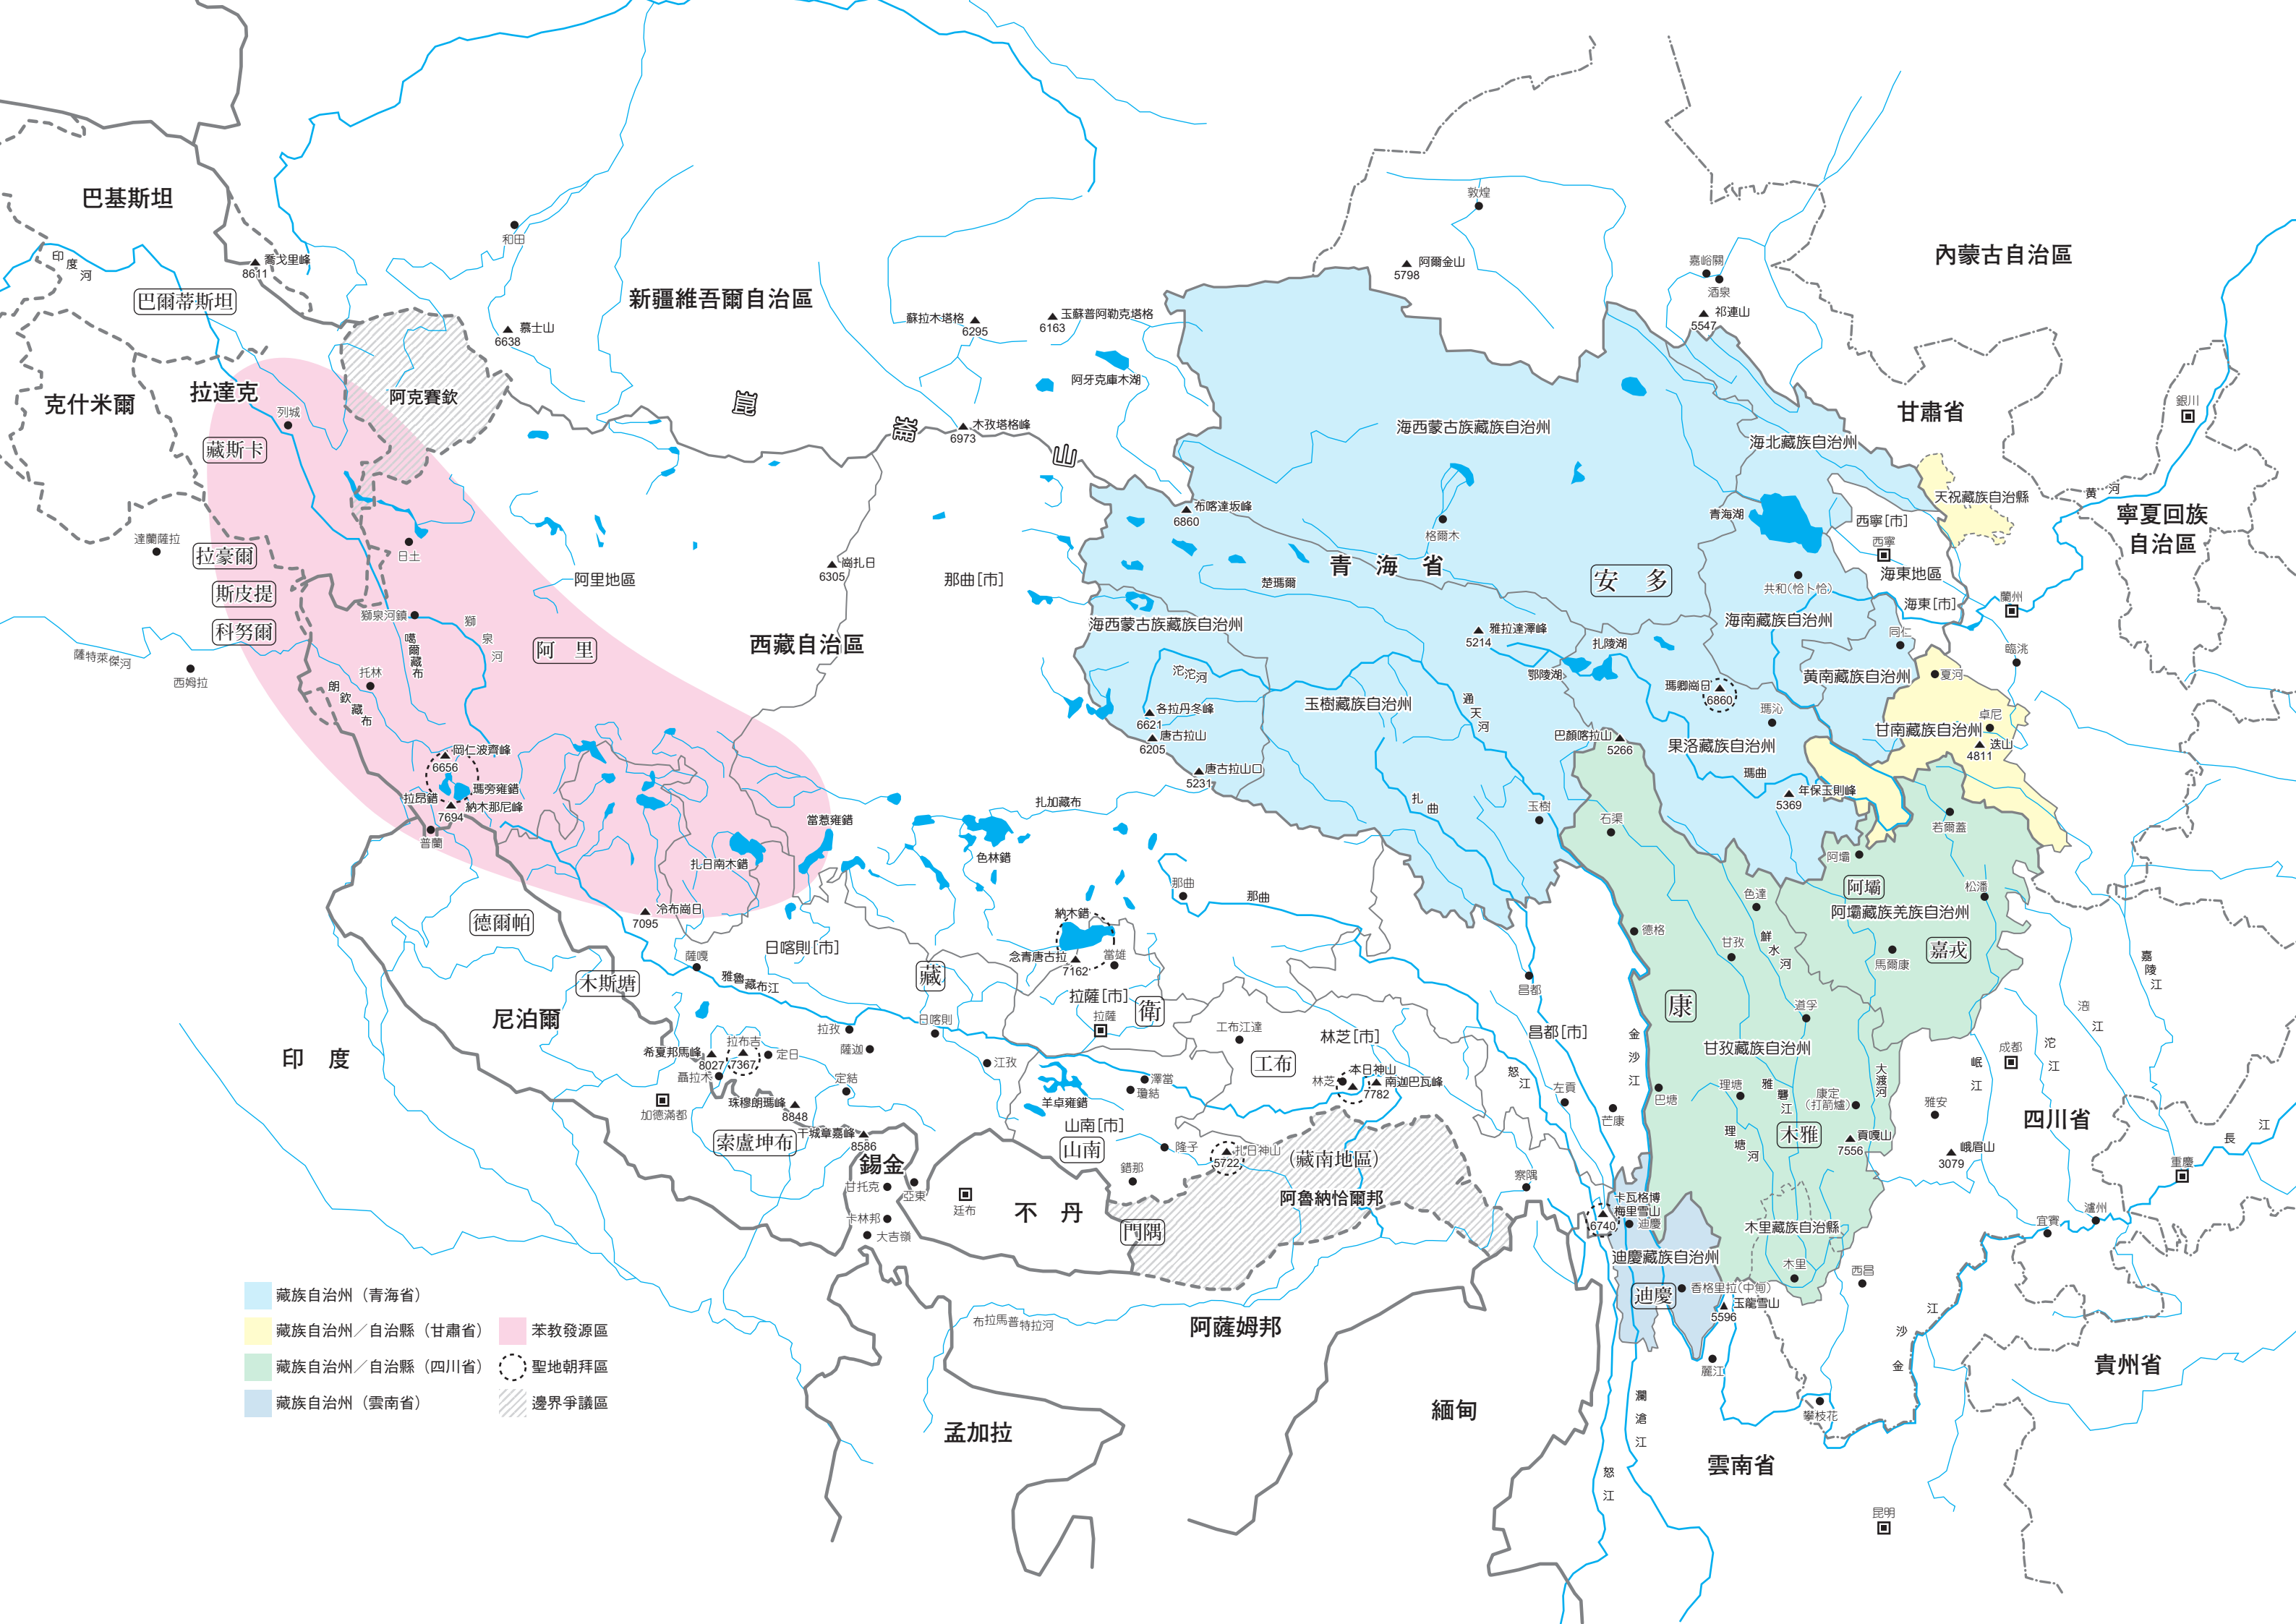 巴基斯坦
印度河
喬戈里峰
8611
巴爾蒂斯坦
克什米爾
拉達克
列城
藏斯卡
達蘭薩拉
拉豪爾
斯皮提
科努爾
薩特萊傑河
西姆拉
和田
慕士山
6638
阿克賽欽
新疆維吾爾自治區
蘇拉木塔格
6295
玉蘇普阿勒克塔格
6163
阿牙克庫木湖
崑
崙
山
木孜塔格峰
6973
敦煌
阿爾金山
5798
嘉峪關
酒泉
祁連山
5547
內蒙古自治區
甘肅省
銀川
黄河
寧夏回族
自治區
海西蒙古族藏族自治州
海北藏族自治州
天祝藏族自治縣
布喀達坂峰
6860
格爾木
青海湖
西寧[市]
西寧
海東地區
海東[市]
蘭州
臨洮
青 海 省
安 多
楚瑪爾
共和(恰卜恰)
海南藏族自治州
同仁
日土
獅泉河鎮
獅泉河
噶爾藏布
托林
朗欽藏布
阿里地區
阿 里
崗扎日
6305
那曲[市]
西藏自治區
海西蒙古族藏族自治州
雅拉達澤峰
5214
扎陵湖
鄂陵湖
黃南藏族自治州
夏河
瑪卿崗日
6860
瑪沁
沱沱河
各拉丹冬峰
6621
唐古拉山
6205
玉樹藏族自治州
通天河
巴顏喀拉山
5266
果洛藏族自治州
甘南藏族自治州
卓尼
迭山
4811
唐古拉山口
5231
瑪曲
年保玉則峰
5369
岡仁波齊峰
6656
瑪旁雍錯
拉昂錯
納木那尼峰
7694
普蘭
當惹雍錯
扎日南木錯
扎加藏布
色林錯
扎曲
玉樹
石渠
若爾蓋
阿壩
阿壩
松潘
那曲
那曲
色達
阿壩藏族羌族自治州
冷布崗日
7095
德爾帕
木斯塘
薩嘎
日喀則[市]
雅魯藏布江
藏
納木錯
念青唐古拉
7162
當雄
德格
甘孜
鮮水河
馬爾康
嘉戎
嘉陵江
尼泊爾
印 度
拉薩[市]
拉薩
衛
昌都
昌都[市]
康
道孚
金沙江
涪江
沱江
岷江
成都
希夏邦馬峰
8027
拉布吉
7367
定日
聶拉木
拉孜
薩迦
日喀則
江孜
定結
工布江達
林芝[市]
工布
林芝
本日神山
南迦巴瓦峰
7782
怒江
左貢
芒康
甘孜藏族自治州
巴塘
理塘
雅礱江
康定
(打箭爐)
大渡河
雅安
加德滿都
珠穆朗瑪峰
8848
索盧坤布
干城章嘉峰
8586
澤當
瓊結
羊卓雍錯
山南[市]
山南
隆子
扎日神山
5722
(藏南地區)
阿魯納恰爾邦
錯那
察隅
木雅
理塘河
貢嘎山
7556
峨眉山
3079
四川省
長江
重慶
錫金
甘托克
亞東
卡林邦
大吉嶺
廷布
不 丹
門隅
卡瓦格博
梅里雪山
6740
迪慶
木里藏族自治縣
宜賓
瀘州
迪慶藏族自治州
迪慶
香格里拉(中甸)
木里
西昌
玉龍雪山
5596
麗江
布拉馬普特拉河
阿薩姆邦
孟加拉
緬甸
瀾滄江
怒江
攀枝花
江
沙
金
貴州省
雲南省
昆明
藏族自治州（青海省）
藏族自治州／自治縣（甘肅省）
藏族自治州／自治縣（四川省）
藏族自治州（雲南省）
苯教發源區
聖地朝拜區
邊界爭議區